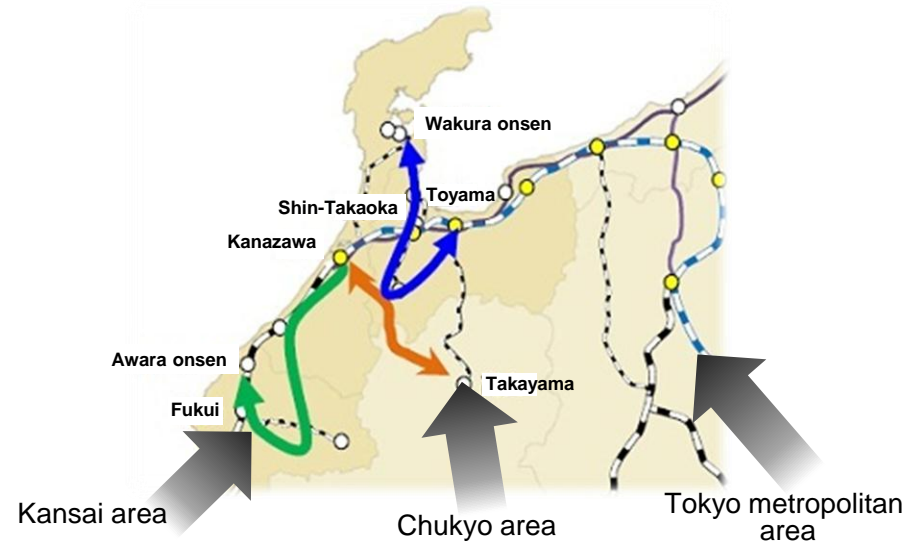 Wakura onsen
Toyama
Shin-Takaoka
Kanazawa
Awara onsen
Takayama
Fukui
Kansai area
Chukyo area
Tokyo metropolitan
area